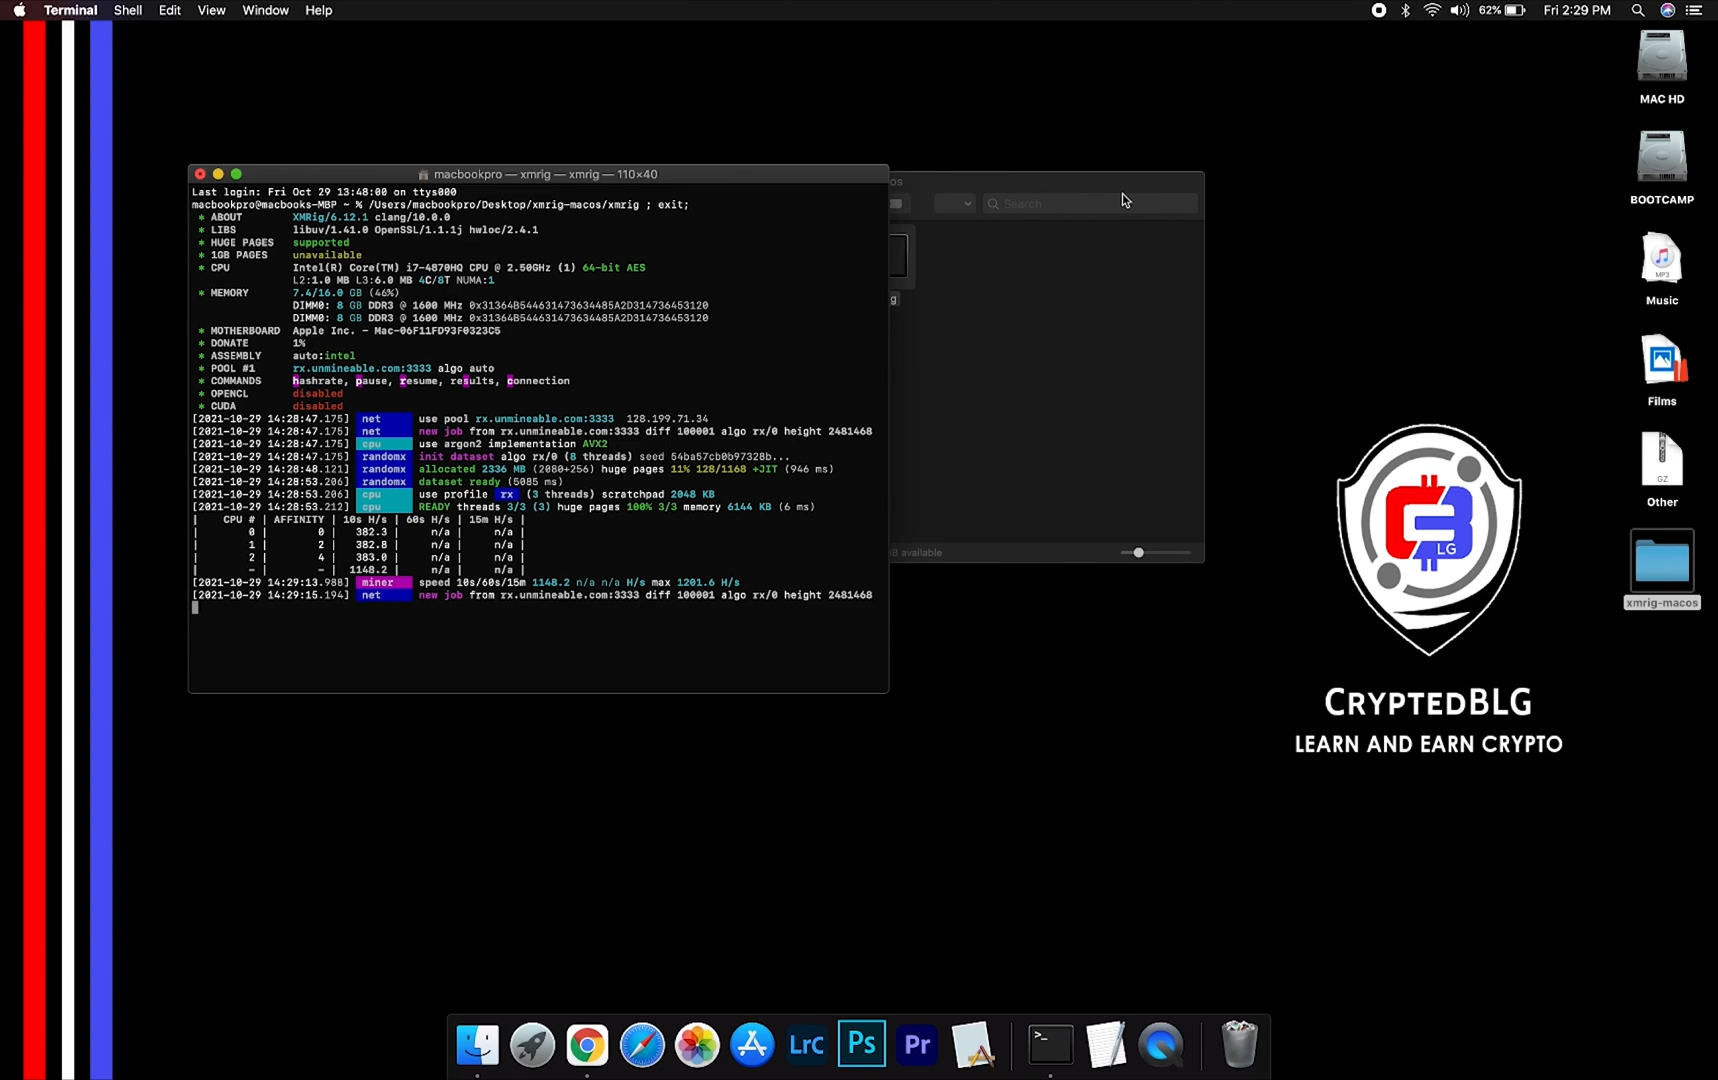 Terminal Shell Edit View Window Help
62% Fri 2:29 PM
macbookpro — xmrig — xmrig — 110×40
Last login: Fri Oct 29 13:48:00 on ttys000
macbookpro@macbooks-MBP ~ % /Users/macbookpro/Desktop/xmrig-macos/xmrig ; exit;
* ABOUT XMRig/6.12.1 clang/10.0.0
* LIBS libuv/1.41.0 OpenSSL/1.1.1j hwloc/2.4.1
* HUGE PAGES supported
* 1GB PAGES unavailable
* CPU Intel(R) Core(TM) i7-4870HQ CPU @ 2.50GHz (1) 64-bit AES
L2:1.0 MB L3:6.0 MB 4C/8T NUMA:1
* MEMORY 7.4/16.0 GB (46%)
DIMM0: 8 GB DDR3 @ 1600 MHz 0x31364B544631473634485A2D314736453120
DIMM0: 8 GB DDR3 @ 1600 MHz 0x31364B544631473634485A2D314736453120
* MOTHERBOARD Apple Inc. - Mac-06F11FD93F0323C5
* DONATE 1%
* ASSEMBLY auto:intel
* POOL #1 rx.unmineable.com:3333 algo auto
* COMMANDS hashrate, pause, resume, results, connection
* OPENCL disabled
* CUDA disabled
[2021-10-29 14:28:47.175] net use pool rx.unmineable.com:3333 128.199.71.34
[2021-10-29 14:28:47.175] net new job from rx.unmineable.com:3333 diff 100001 algo rx/0 height 2481468
[2021-10-29 14:28:47.175] cpu use argon2 implementation AVX2
[2021-10-29 14:28:47.175] randomx init dataset algo rx/0 (8 threads) seed 54ba57cb0b97328b...
[2021-10-29 14:28:48.121] randomx allocated 2336 MB (2080+256) huge pages 11% 128/1168 +JIT (946 ms)
[2021-10-29 14:28:53.206] randomx dataset ready (5085 ms)
[2021-10-29 14:28:53.206] cpu use profile rx (3 threads) scratchpad 2048 KB
[2021-10-29 14:28:53.212] cpu READY threads 3/3 (3) huge pages 100% 3/3 memory 6144 KB (6 ms)
| CPU # | AFFINITY | 10s H/s | 60s H/s | 15m H/s |
| 0 | 0 | 382.3 | n/a | n/a |
| 1 | 2 | 382.8 | n/a | n/a |
| 2 | 4 | 383.0 | n/a | n/a |
| - | - | 1148.2 | n/a | n/a |
[2021-10-29 14:29:13.988] miner speed 10s/60s/15m 1148.2 n/a n/a H/s max 1201.6 H/s
[2021-10-29 14:29:15.194] net new job from rx.unmineable.com:3333 diff 100001 algo rx/0 height 2481468
os
Search
g
B available
MAC HD
BOOTCAMP
MP3
Music
Films
GZ
Other
xmrig-macos
LG
CRYPTEDBLG
LEARN AND EARN CRYPTO
LrC
Ps
Pr
>_